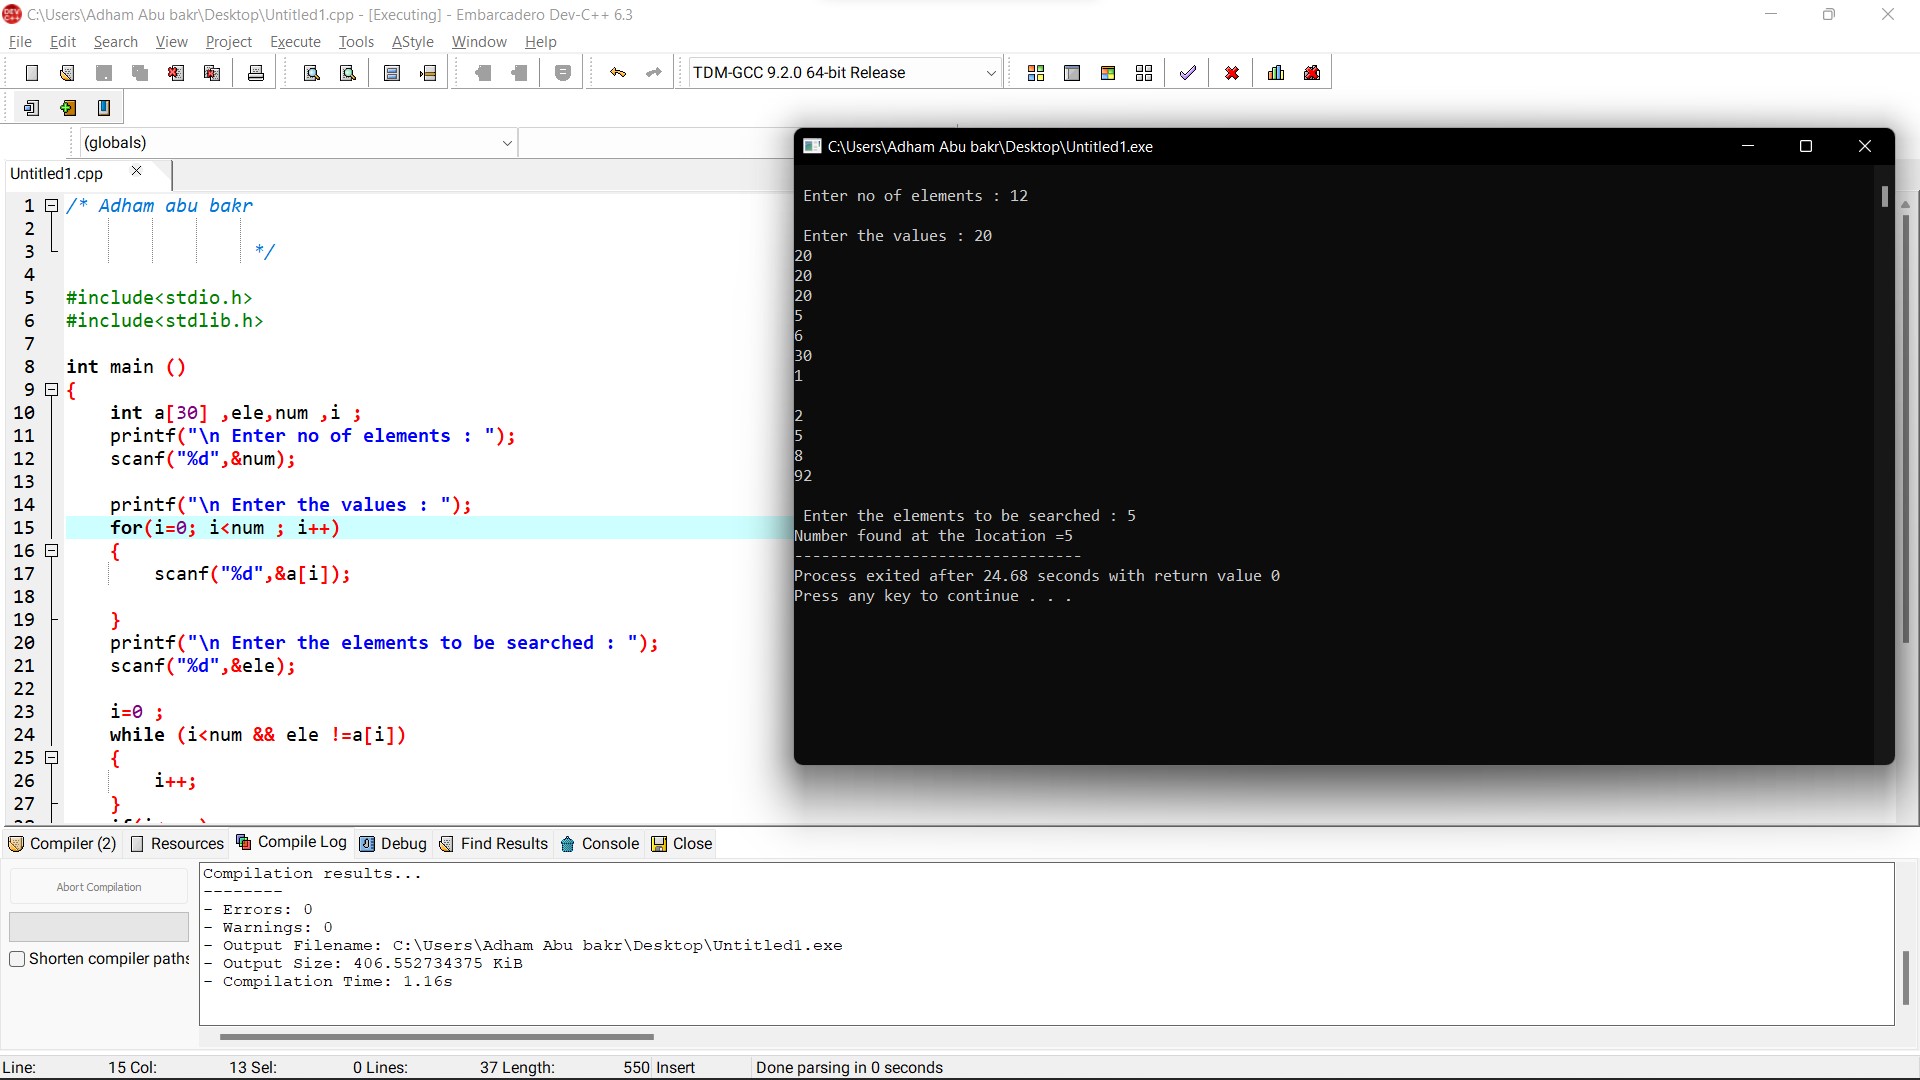 C:\Users\Adham Abu bakr\Desktop\Untitled1.cpp - [Executing] - Embarcadero Dev-C++ 6.3
File Edit Search View Project Execute Tools AStyle Window Help
TDM-GCC 9.2.0 64-bit Release
(globals)
Untitled1.cpp
1 /* Adham abu bakr
2
3 */
4
5 #include<stdio.h>
6 #include<stdlib.h>
7
8 int main ()
9 {
10 int a[30] ,ele,num ,i ;
11 printf("\n Enter no of elements : ");
12 scanf("%d",&num);
13
14 printf("\n Enter the values : ");
15 for(i=0; i<num ; i++)
16 {
17 scanf("%d",&a[i]);
18
19 }
20 printf("\n Enter the elements to be searched : ");
21 scanf("%d",&ele);
22
23 i=0 ;
24 while (i<num && ele !=a[i])
25 {
26 i++;
27 }
C:\Users\Adham Abu bakr\Desktop\Untitled1.exe
Enter no of elements : 12
Enter the values : 20
20
20
20
5
6
30
1
2
5
8
92
Enter the elements to be searched : 5
Number found at the location =5
--------------------------------
Process exited after 24.68 seconds with return value 0
Press any key to continue . . .
Compiler (2) Resources Compile Log Debug Find Results Console Close
Abort Compilation
Shorten compiler paths
Compilation results...
--------
- Errors: 0
- Warnings: 0
- Output Filename: C:\Users\Adham Abu bakr\Desktop\Untitled1.exe
- Output Size: 406.552734375 KiB
- Compilation Time: 1.16s
Line: 15 Col: 13 Sel: 0 Lines: 37 Length: 550 Insert Done parsing in 0 seconds